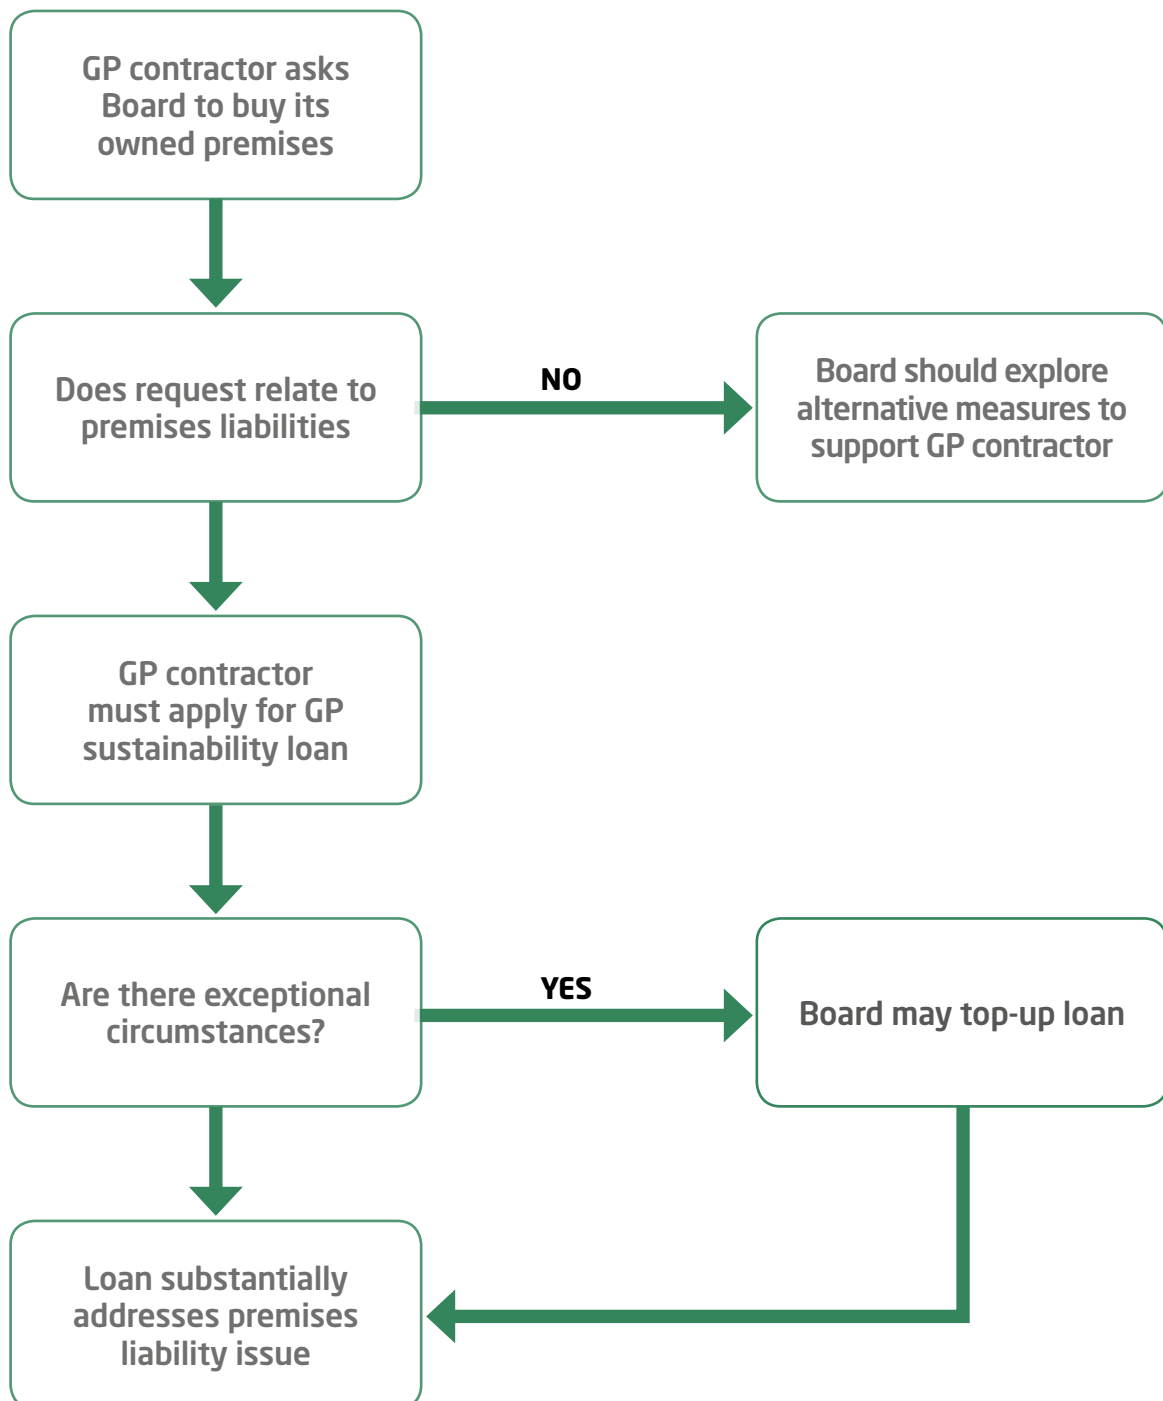 GP contractor asks
Board to buy its
owned premises
Does request relate to
premises liabilities
NO
Board should explore
alternative measures to
support GP contractor
GP contractor
must apply for GP
sustainability loan
Are there exceptional
circumstances?
YES
Board may top-up loan
Loan substantially
addresses premises
liability issue